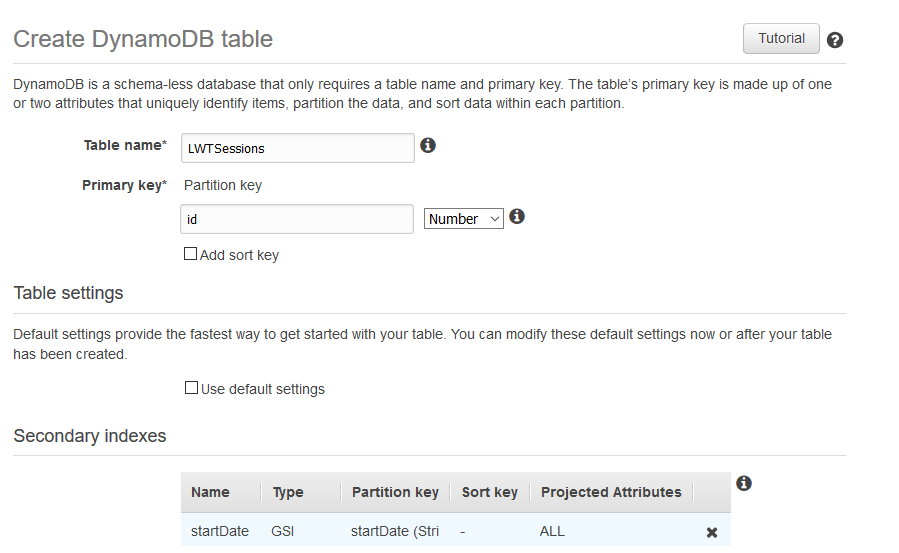 Create DynamoDB table
Tutorial
DynamoDB is a schema-less database that only requires a table name and primary key. The table's primary key is made up of one
or two attributes that uniquely identify items, partition the data, and sort data within each partition.
Table name*
LWTSessions
Primary key* Partition key
id
Number
Add sort key
Table settings
Default settings provide the fastest way to get started with your table. You can modify these default settings now or after your table
has been created.
Use default settings
Secondary indexes
Name Type Partition key Sort key Projected Attributes
startDate GSI startDate (Stri - ALL